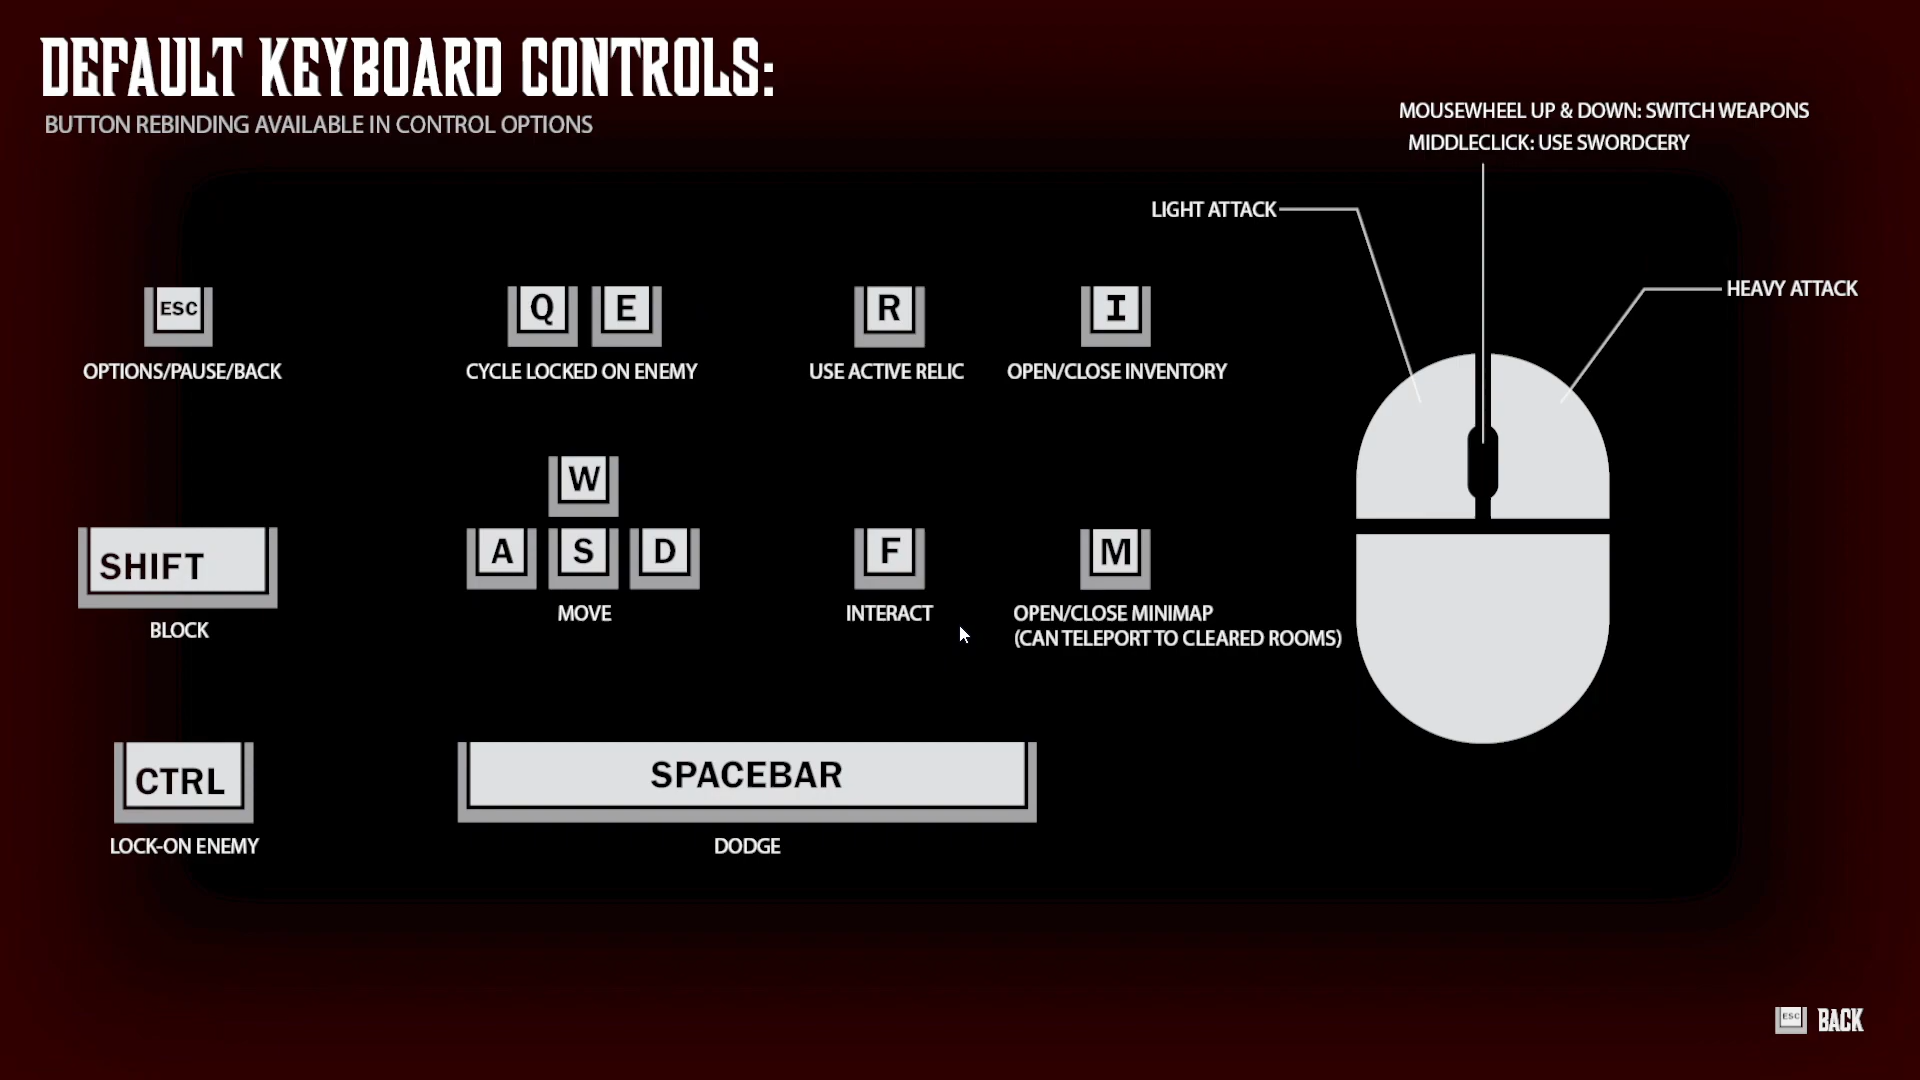 DEFAULT KEYBOARD CONTROLS:
BUTTON REBINDING AVAILABLE IN CONTROL OPTIONS
MOUSEWHEEL UP & DOWN: SWITCH WEAPONS
MIDDLECLICK: USE SWORDCERY
LIGHT ATTACK
HEAVY ATTACK
ESC
OPTIONS/PAUSE/BACK
Q E
CYCLE LOCKED ON ENEMY
R
USE ACTIVE RELIC
I
OPEN/CLOSE INVENTORY
SHIFT
BLOCK
W
A S D
MOVE
F
INTERACT
M
OPEN/CLOSE MINIMAP
(CAN TELEPORT TO CLEARED ROOMS)
CTRL
LOCK-ON ENEMY
SPACEBAR
DODGE
ESC BACK